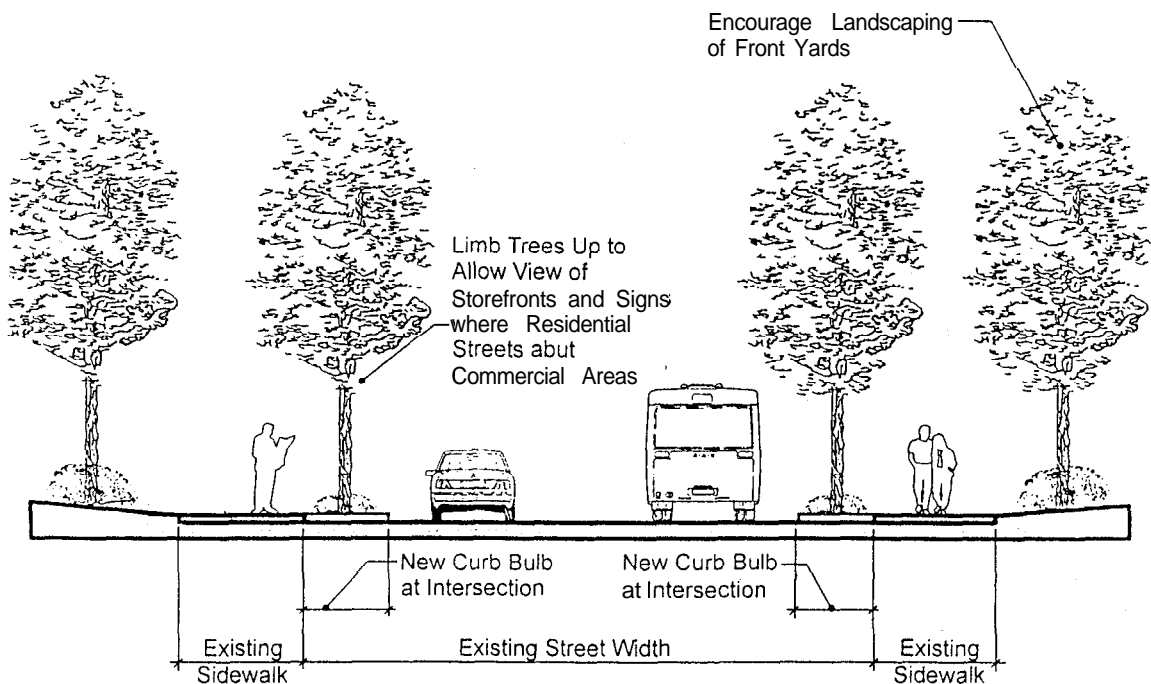 Encourage Landscaping
of Front Yards
Limb Trees Up to
Allow View of
Storefronts and Signs
where Residential
Streets abut
Commercial Areas
New Curb Bulb
at Intersection
New Curb Bulb
at Intersection
Existing
Sidewalk
Existing Street Width
Existing
Sidewalk